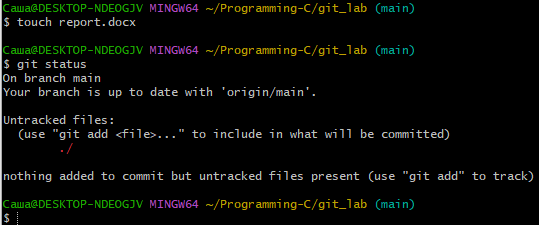 Саша@DESKTOP-NDEOGJV MINGW64 ~/Programming-C/git_lab (main)
$ touch report.docx
Саша@DESKTOP-NDEOGJV MINGW64 ~/Programming-C/git_lab (main)
$ git status
On branch main
Your branch is up to date with 'origin/main'.
Untracked files:
(use "git add <file>..." to include in what will be committed)
./
nothing added to commit but untracked files present (use "git add" to track)
Саша@DESKTOP-NDEOGJV MINGW64 ~/Programming-C/git_lab (main)
$